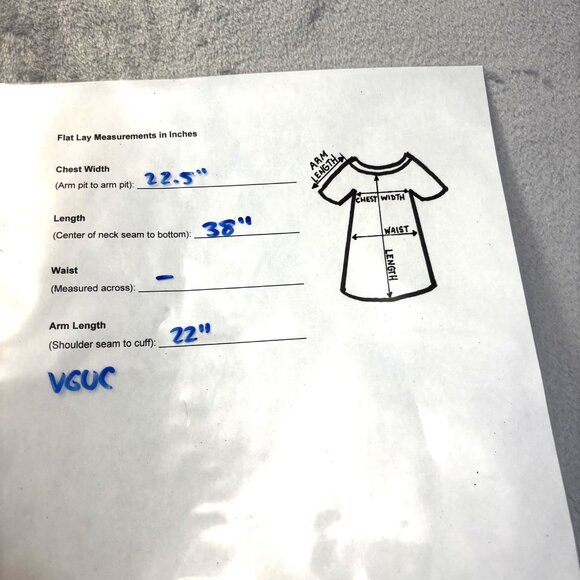 Flat Lay Measurements in Inches
Chest Width
(Arm pit to arm pit): 22.5"
Length
(Center of neck seam to bottom): 38"
Waist
(Measured across): -
Arm Length
(Shoulder seam to cuff): 22"
VGUC
ARM
LENGTH
CHEST WIDTH
WAIST
LENGTH